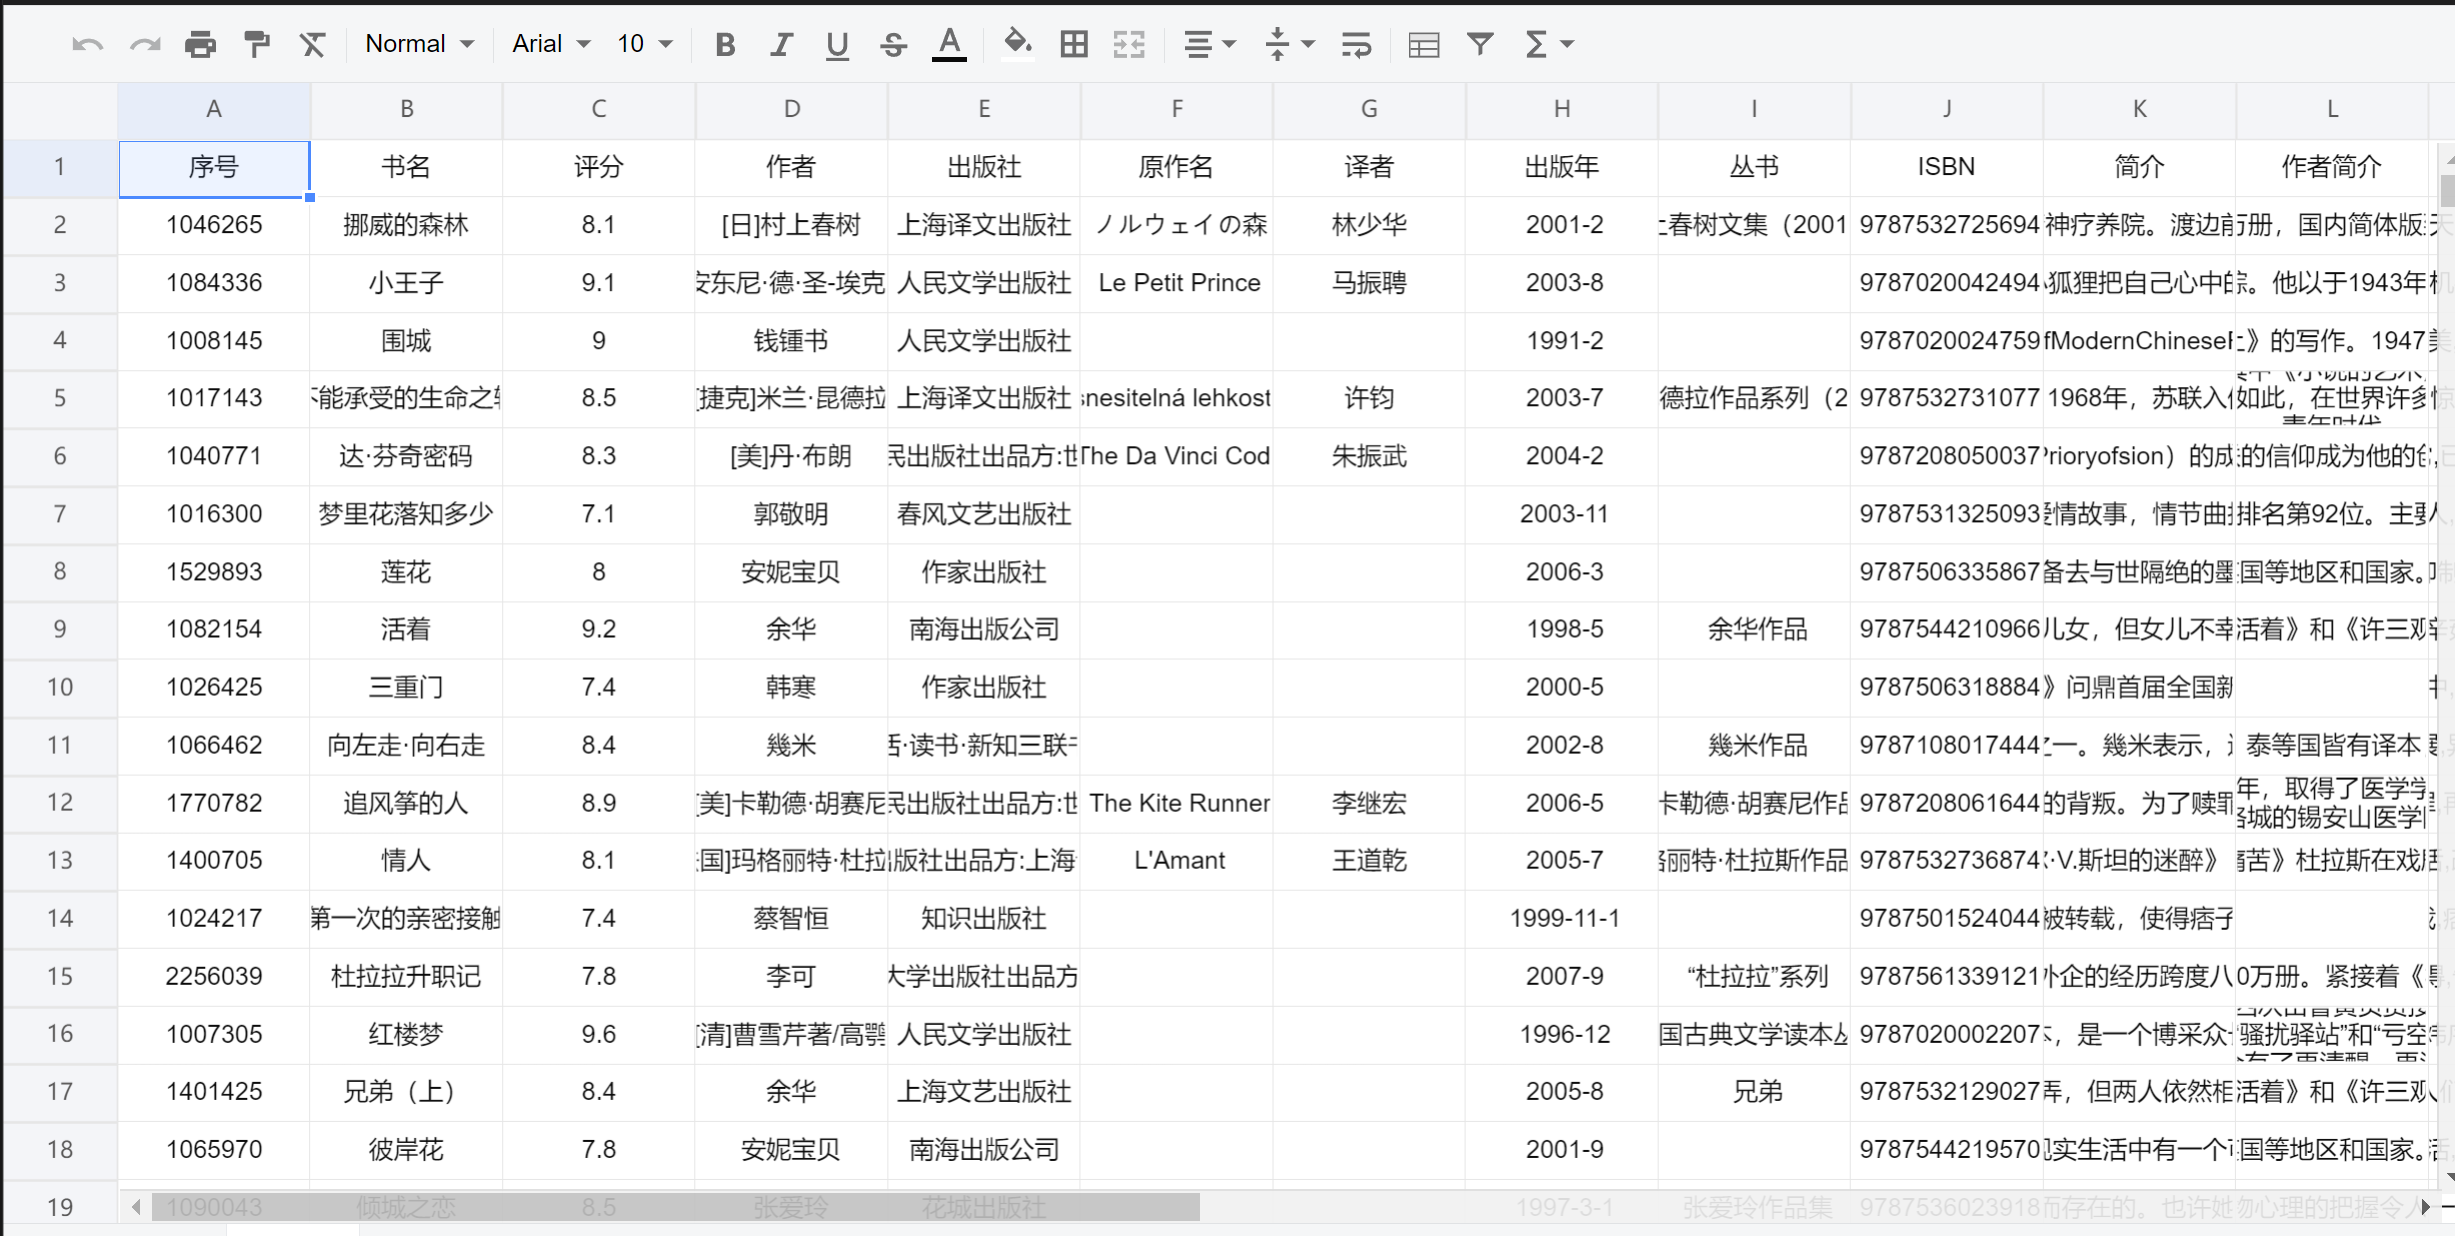 Normal Arial 10 B I U S A Σ
A B C D E F G H I J K L
1 序号 书名 评分 作者 出版社 原作名 译者 出版年 丛书 ISBN 简介 作者简介
2 1046265 挪威的森林 8.1 [日]村上春树 上海译文出版社 ノルウェイの森 林少华 2001-2 春树文集（2001 9787532725694 神疗养院。渡边前 万册，国内简体版
3 1084336 小王子 9.1 安东尼·德·圣-埃克 人民文学出版社 Le Petit Prince 马振聘 2003-8 9787020042494 狐狸把自己心中的 。他以于1943年
4 1008145 围城 9 钱锺书 人民文学出版社 1991-2 9787020024759 fModernChinese 》的写作。1947
5 1017143 能承受的生命之 8.5 [捷克]米兰·昆德拉 上海译文出版社 snesitelná lehkost 许钧 2003-7 德拉作品系列（2 9787532731077 1968年，苏联入 如此，在世界许多
6 1040771 达·芬奇密码 8.3 [美]丹·布朗 民出版社出品方:世 The Da Vinci Cod 朱振武 2004-2 9787208050037 Prioryofsion）的成 的信仰成为他的
7 1016300 梦里花落知多少 7.1 郭敬明 春风文艺出版社 2003-11 9787531325093 爱情故事，情节曲 排名第92位。主要
8 1529893 莲花 8 安妮宝贝 作家出版社 2006-3 9787506335867 备去与世隔绝的墨 国等地区和国家。
9 1082154 活着 9.2 余华 南海出版公司 1998-5 余华作品 9787544210966 儿女，但女儿不幸 活着》和《许三观
10 1026425 三重门 7.4 韩寒 作家出版社 2000-5 9787506318884 》问鼎首届全国新
11 1066462 向左走·向右走 8.4 幾米 活·读书·新知三联 2002-8 幾米作品 9787108017444 之一。幾米表示， 泰等国皆有译本
12 1770782 追风筝的人 8.9 [美]卡勒德·胡赛尼 民出版社出品方:世 The Kite Runner 李继宏 2006-5 卡勒德·胡赛尼作品 9787208061644 的背叛。为了赎罪 年，取得了医学学
洛城的锡安山医学
13 1400705 情人 8.1 国]玛格丽特·杜拉 版社出品方:上海 L'Amant 王道乾 2005-7 格丽特·杜拉斯作品 9787532736874 ·V.斯坦的迷醉》 痛苦》杜拉斯在戏
14 1024217 第一次的亲密接触 7.4 蔡智恒 知识出版社 1999-11-1 9787501524044 被转载，使得痞子
15 2256039 杜拉拉升职记 7.8 李可 大学出版社出品方 2007-9 “杜拉拉”系列 9787561339121 外企的经历跨度八 0万册。紧接着《
16 1007305 红楼梦 9.6 [清]曹雪芹著/高鹗 人民文学出版社 1996-12 国古典文学读本丛 9787020002207 ，是一个博采众 “骚扰驿站”和“亏空
17 1401425 兄弟（上） 8.4 余华 上海文艺出版社 2005-8 兄弟 9787532129027 弄，但两人依然相 活着》和《许三观
18 1065970 彼岸花 7.8 安妮宝贝 南海出版公司 2001-9 9787544219570 现实生活中有一个 国等地区和国家。
19 1090043 倾城之恋 8.5 张爱玲 花城出版社 1997-3-1 张爱玲作品集 9787536023918 而存在的。也许她 心理的把握令人